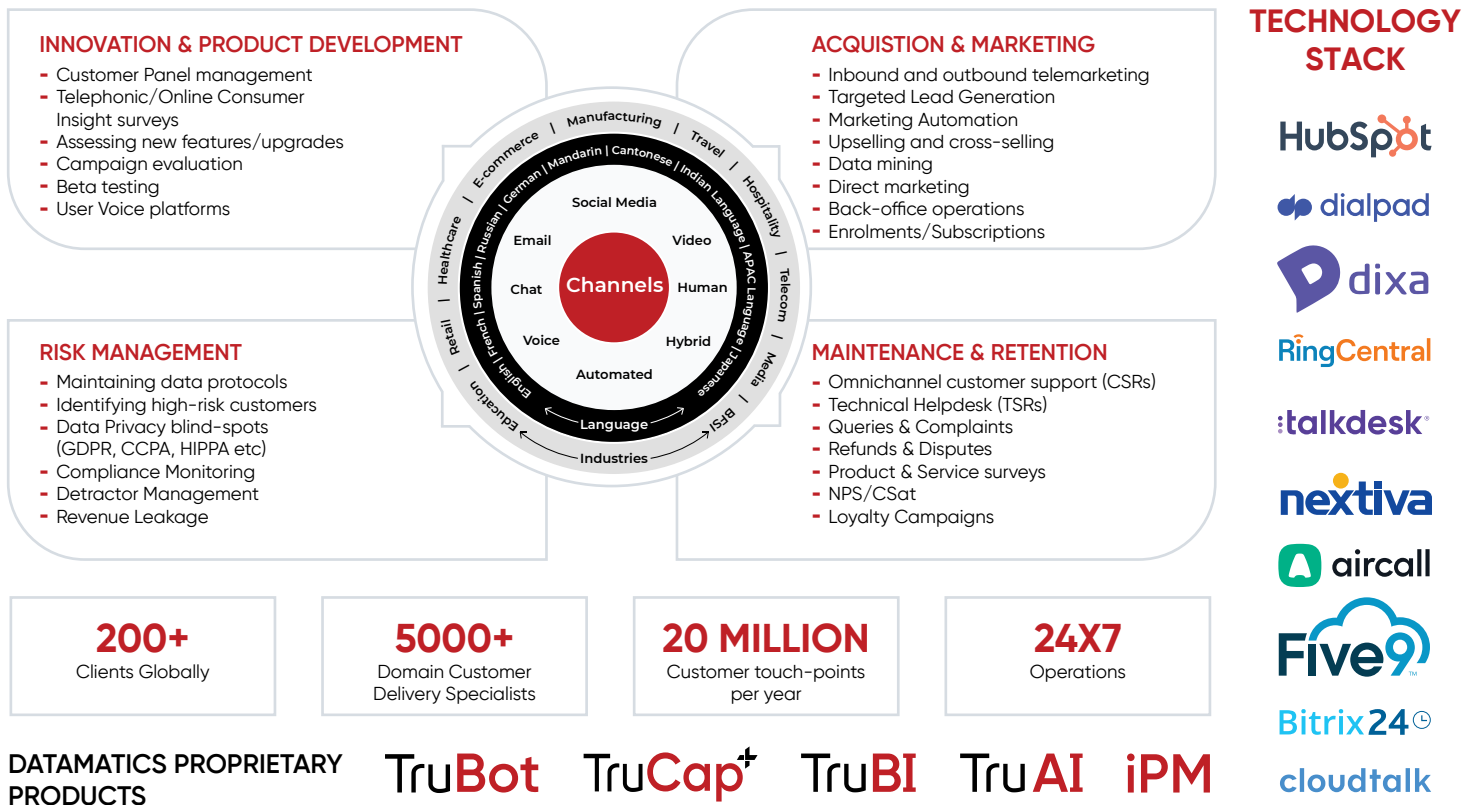 INNOVATION & PRODUCT DEVELOPMENT
- Customer Panel management
- Telephonic/Online Consumer
Insight surveys
- Assessing new features/upgrades
- Campaign evaluation
- Beta testing
- User Voice platforms
ACQUISTION & MARKETING
- Inbound and outbound telemarketing
- Targeted Lead Generation
- Marketing Automation
- Upselling and cross-selling
- Data mining
- Direct marketing
- Back-office operations
- Enrolments/Subscriptions
Education | Retail | Healthcare | E-commerce | Manufacturing | Travel | Hospitality | Telecom | Media | BFSI
Industries
English | French | Spanish | Russian | German | Mandarin | Cantonese | Indian Language | APAC Language | Japanese
Language
Social Media
Email
Video
Chat
Channels
Human
Voice
Hybrid
Automated
RISK MANAGEMENT
- Maintaining data protocols
- Identifying high-risk customers
- Data Privacy blind-spots
(GDPR, CCPA, HIPPA etc)
- Compliance Monitoring
- Detractor Management
- Revenue Leakage
MAINTENANCE & RETENTION
- Omnichannel customer support (CSRs)
- Technical Helpdesk (TSRs)
- Queries & Complaints
- Refunds & Disputes
- Product & Service surveys
- NPS/CSat
- Loyalty Campaigns
200+
Clients Globally
5000+
Domain Customer
Delivery Specialists
20 MILLION
Customer touch-points
per year
24X7
Operations
DATAMATICS PROPRIETARY
PRODUCTS
TruBot
TruCap+
TruBI
TruAI
iPM
TECHNOLOGY
STACK
HubSpot
dialpad
dixa
RingCentral
talkdesk®
nextiva
aircall
Five9™
Bitrix24
cloudtalk